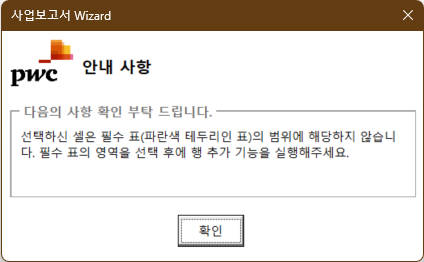 사업보고서 Wizard
pwc
안내 사항
다음의 사항 확인 부탁 드립니다.
선택하신 셀은 필수 표(파란색 테두리인 표)의 범위에 해당하지 않습니
다. 필수 표의 영역을 선택 후에 행 추가 기능을 실행해주세요.
확인